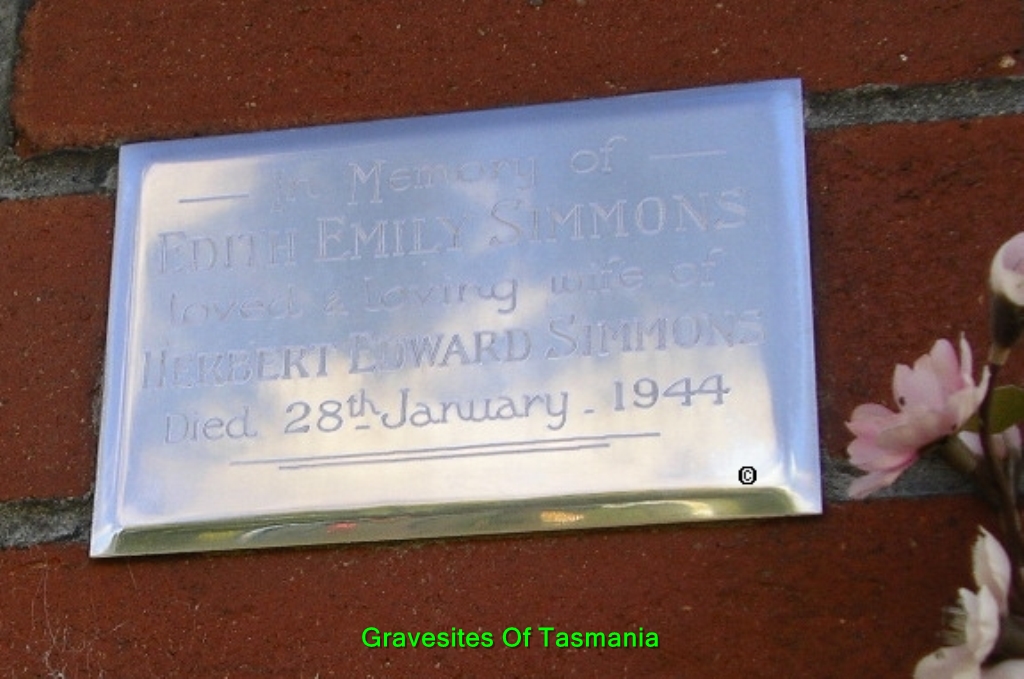 In Memory of
EDITH EMILY SIMMONS
loved & loving wife of
HERBERT EDWARD SIMMONS
Died 28th January - 1944
©
Gravesites Of Tasmania